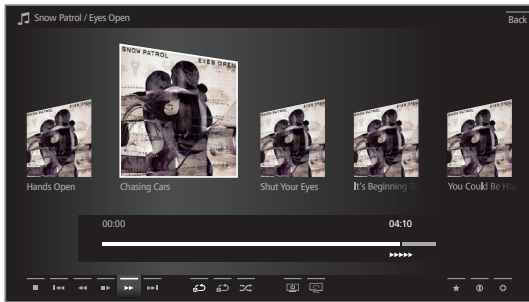 Snow Patrol / Eyes Open
Back
SNOW PATROL EYES OPEN
Hands Open
Chasing Cars
Shut Your Eyes
It's Beginning T
You Could Be Ha
00:00
04:10